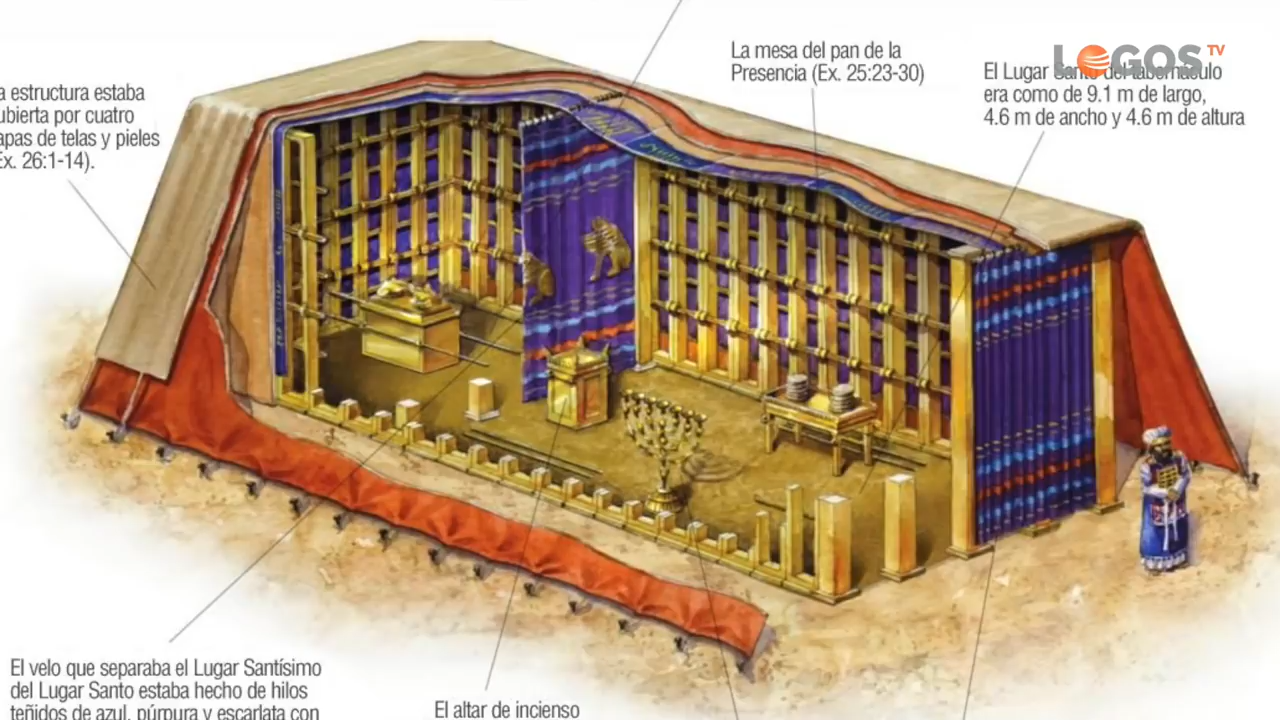 La mesa del pan de la
Presencia (Ex. 25:23-30)
LOGOS TV
El Lugar Santo del tabernáculo
era como de 9.1 m de largo,
4.6 m de ancho y 4.6 m de altura
a estructura estaba
ubierta por cuatro
apas de telas y pieles
Ex. 26:1-14).
El velo que separaba el Lugar Santísimo
del Lugar Santo estaba hecho de hilos
teñidos de azul, púrpura y escarlata con
El altar de incienso